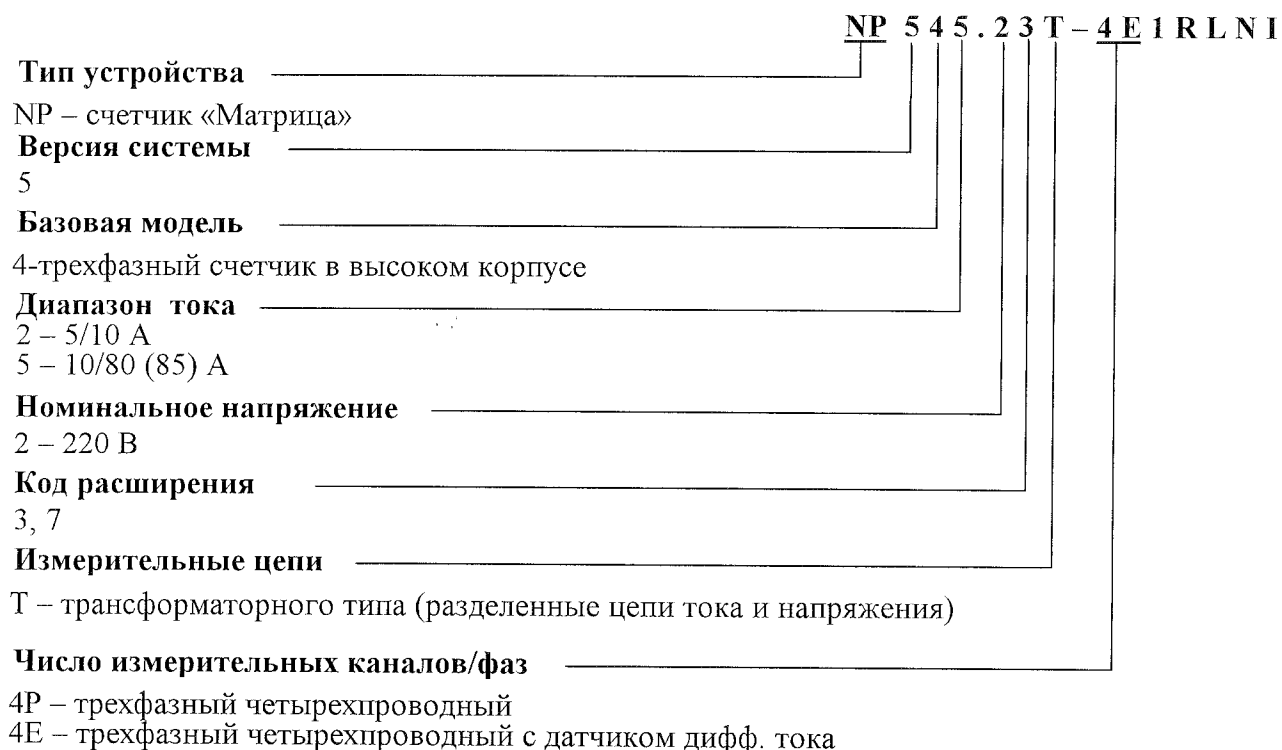 NP 5 4 5 . 2 3 T – 4 E 1 R L N I
Тип устройства
NP – счетчик «Матрица»
Версия системы
5
Базовая модель
4-трехфазный счетчик в высоком корпусе
Диапазон тока
2 – 5/10 А
5 – 10/80 (85) А
Номинальное напряжение
2 – 220 В
Код расширения
3, 7
Измерительные цепи
Т – трансформаторного типа (разделенные цепи тока и напряжения)
Число измерительных каналов/фаз
4Р – трехфазный четырехпроводный
4Е – трехфазный четырехпроводный с датчиком дифф. тока